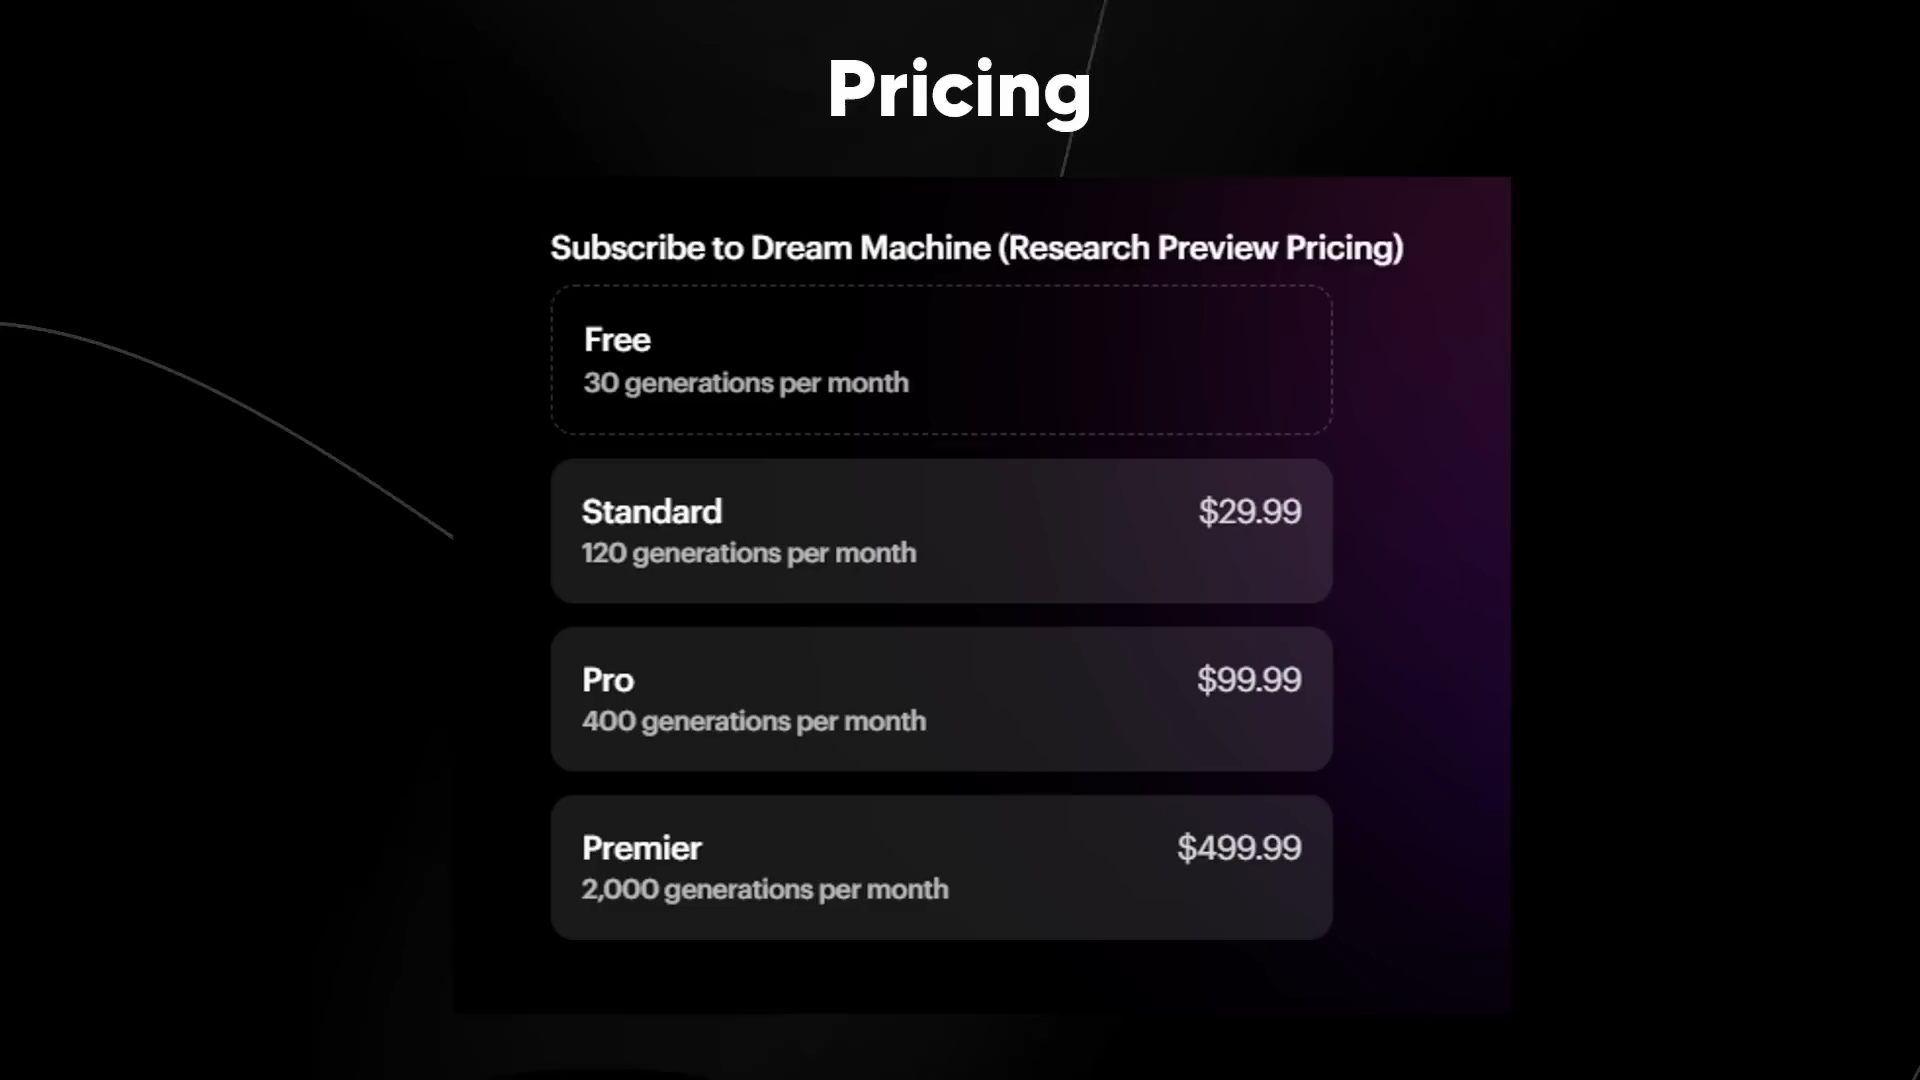 Pricing
Subscribe to Dream Machine (Research Preview Pricing)
Free
30 generations per month
Standard
$29.99
120 generations per month
Pro
$99.99
400 generations per month
Premier
$499.99
2,000 generations per month